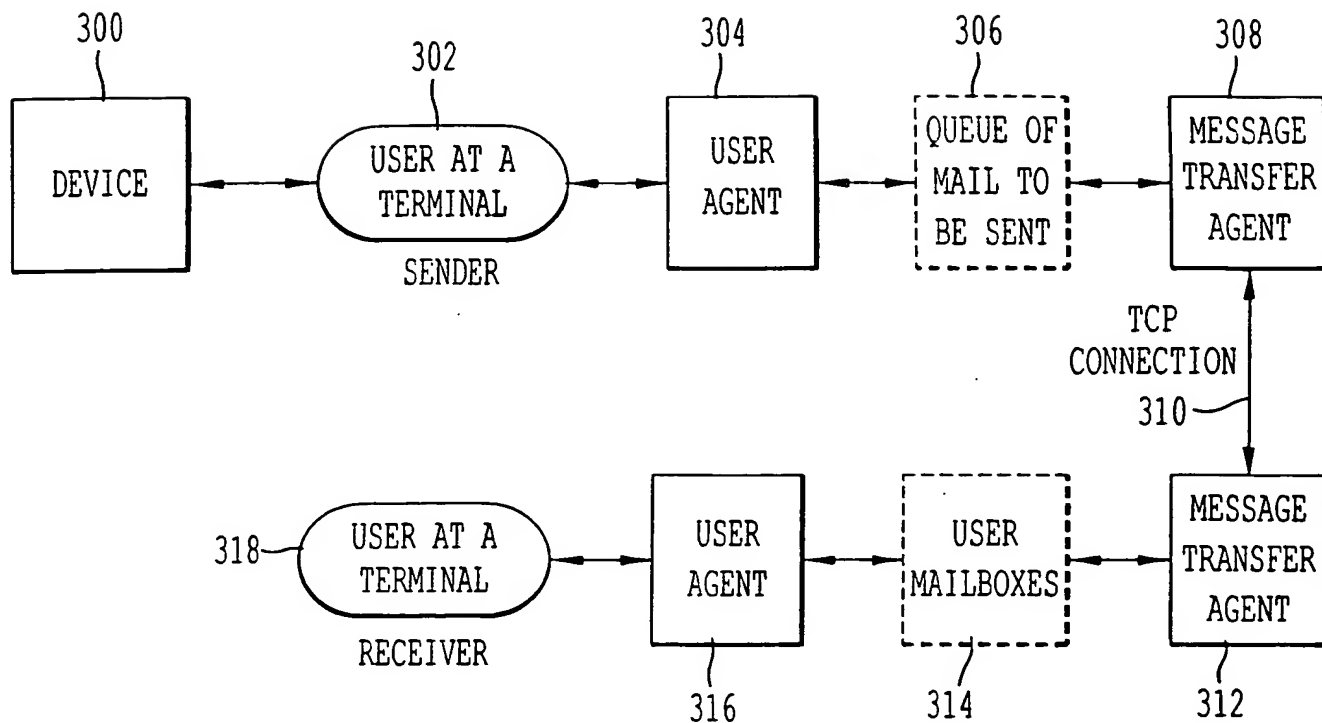 300
302
304
306
308
DEVICE
USER AT A
TERMINAL
SENDER
USER
AGENT
QUEUE OF
MAIL TO
BE SENT
MESSAGE
TRANSFER
AGENT
TCP
CONNECTION
310
318
USER AT A
TERMINAL
RECEIVER
USER
AGENT
USER
MAILBOXES
MESSAGE
TRANSFER
AGENT
316
314
312